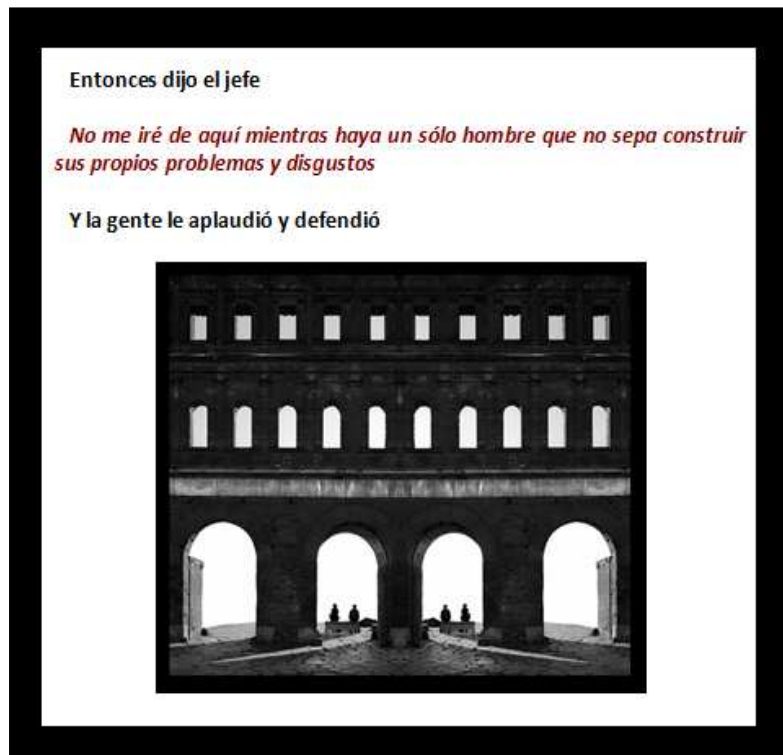 Entonces dijo el jefe
No me iré de aquí mientras haya un sólo hombre que no sepa construir
sus propios problemas y disgustos
Y la gente le aplaudió y defendió